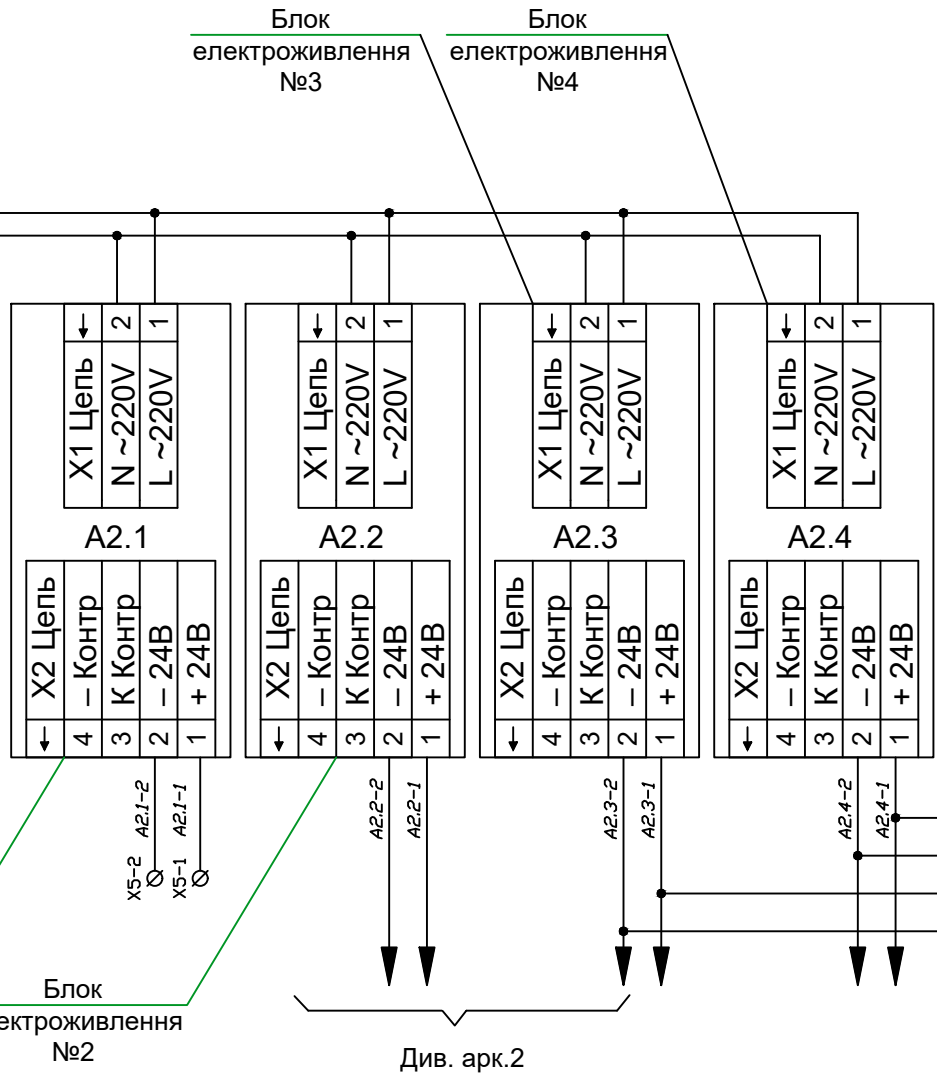 Блок
електроживлення
№3
Блок
електроживлення
№4
↓ 2 1
X1 Цепь
N ~220V
L ~220V
A2.1
X2 Цепь
– Контр
К Контр
– 24В
+ 24В
↓ 4 3 2 1
A2.1-2
A2.1-1
X5-2
X5-1
↓ 2 1
X1 Цепь
N ~220V
L ~220V
A2.2
X2 Цепь
– Контр
К Контр
– 24В
+ 24В
↓ 4 3 2 1
A2.2-2
A2.2-1
↓ 2 1
X1 Цепь
N ~220V
L ~220V
A2.3
X2 Цепь
– Контр
К Контр
– 24В
+ 24В
↓ 4 3 2 1
A2.3-2
A2.3-1
↓ 2 1
X1 Цепь
N ~220V
L ~220V
A2.4
X2 Цепь
– Контр
К Контр
– 24В
+ 24В
↓ 4 3 2 1
A2.4-2
A2.4-1
Блок
ектроживлення
№2
Див. арк.2